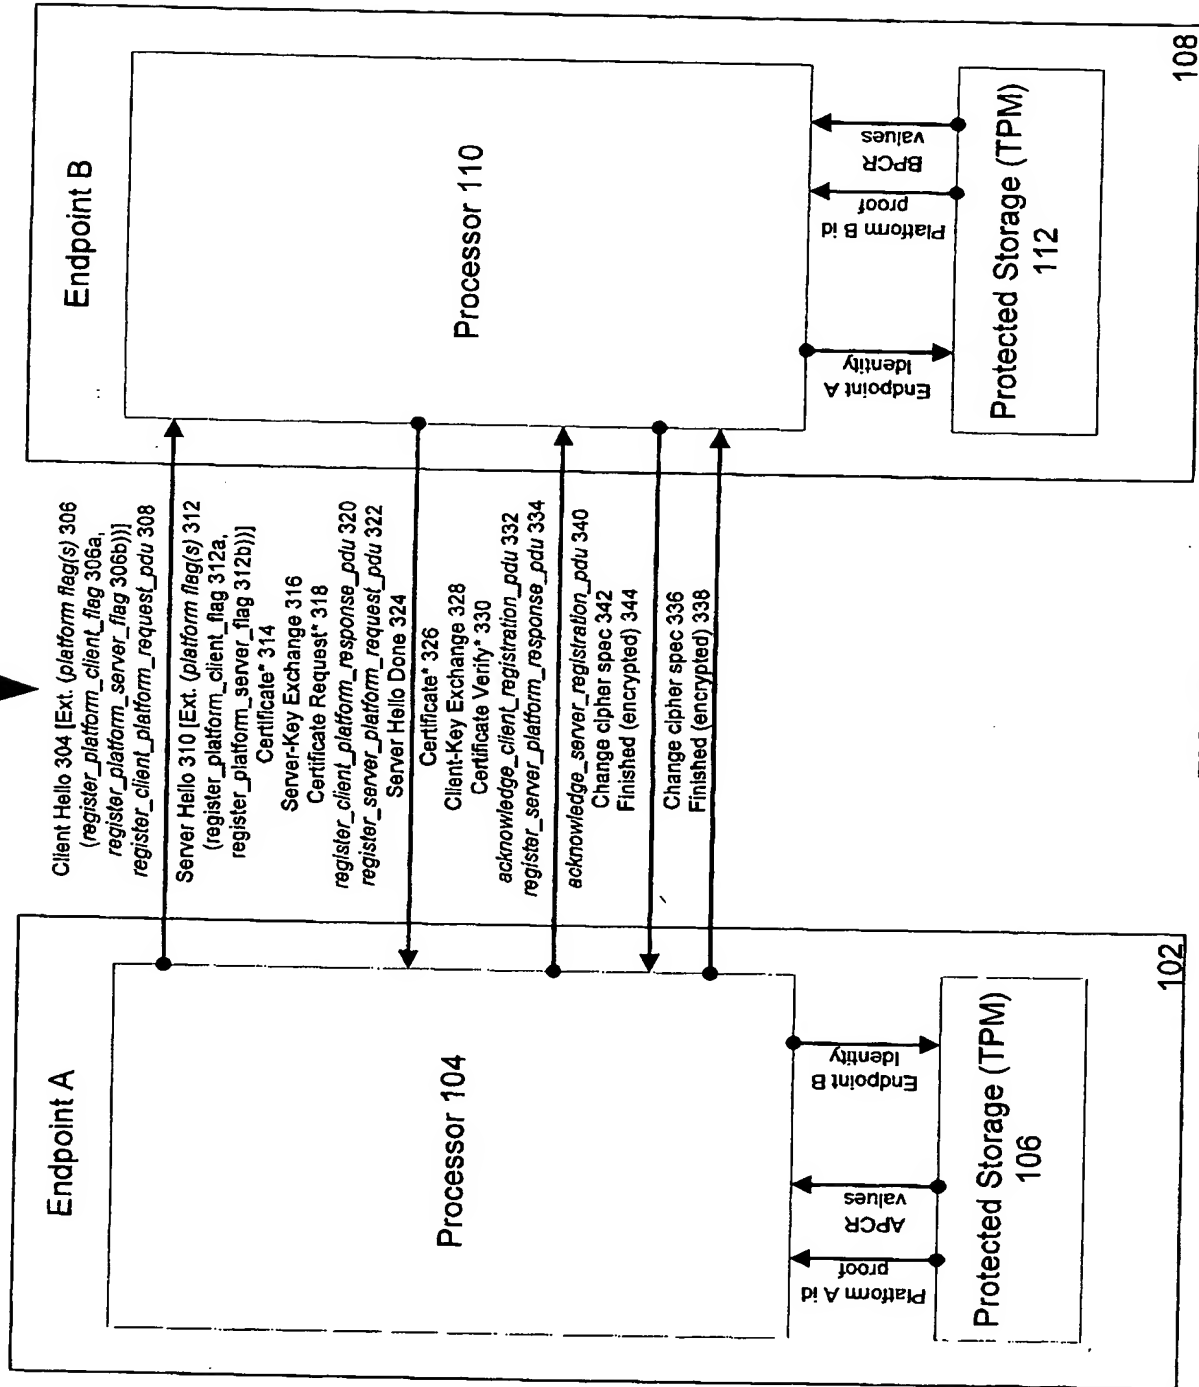 Endpoint A
Processor 104
Platform A id
proof
APCR
values
Endpoint B
Identity
Protected Storage (TPM)
106
102
Client Hello 304 [Ext. (platform flag(s) 306
(register_platform_client_flag 306a,
register_platform_server_flag 306b))]
register_client_platform_request_pdu 308
Server Hello 310 [Ext. (platform flag(s) 312
(register_platform_client_flag 312a,
register_platform_server_flag 312b))]
Certificate* 314
Server-Key Exchange 316
Certificate Request* 318
register_client_platform_response_pdu 320
register_server_platform_request_pdu 322
Server Hello Done 324
Certificate* 326
Client-Key Exchange 328
Certificate Verify* 330
acknowledge_client_registration_pdu 332
register_server_platform_response_pdu 334
acknowledge_server_registration_pdu 340
Change cipher spec 342
Finished (encrypted) 344
Change cipher spec 336
Finished (encrypted) 338
Endpoint B
Processor 110
Endpoint A
Identity
Platform B id
proof
BPCR
values
Protected Storage (TPM)
112
108